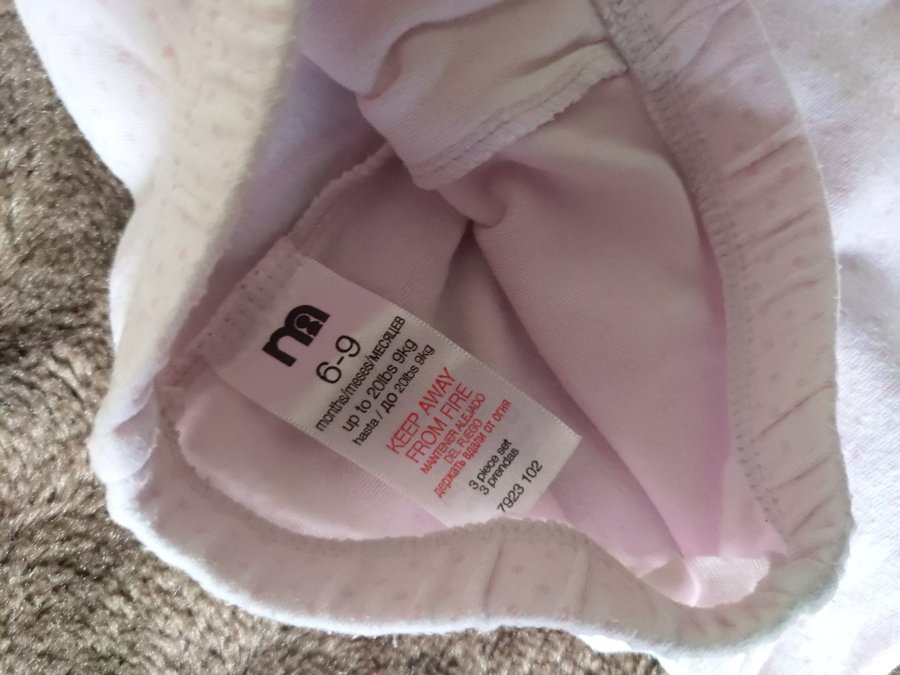 m
6-9
months/meses/МЕСЯЦЕВ
up to 20lbs 9kg
hasta / ДО 20lbs 9kg
KEEP AWAY
FROM FIRE
MANTENER ALEJADO
DEL FUEGO
держать вдали от огня
3 piece set
3 prendas
7923 102